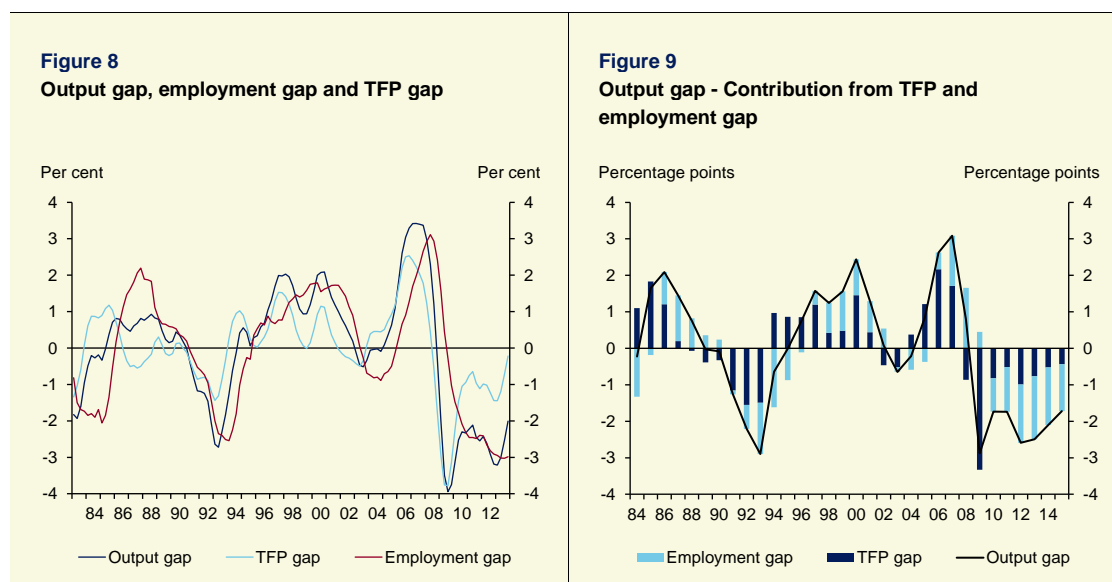 Figure 8
Output gap, employment gap and TFP gap
Per cent Per cent
4 4
3 3
2 2
1 1
0 0
-1 -1
-2 -2
-3 -3
-4 -4
84 86 88 90 92 94 96 98 00 02 04 06 08 10 12
Output gap TFP gap Employment gap
Figure 9
Output gap - Contribution from TFP and
employment gap
Percentage points Percentage points
4 4
3 3
2 2
1 1
0 0
-1 -1
-2 -2
-3 -3
-4 -4
84 86 88 90 92 94 96 98 00 02 04 06 08 10 12 14
Employment gap TFP gap Output gap